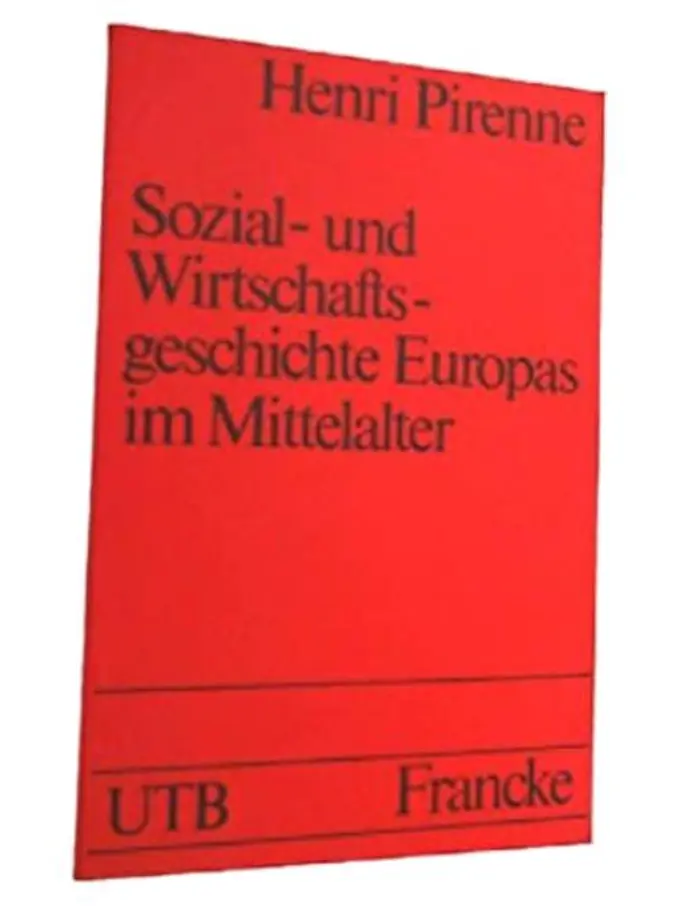 Henri Pirenne
Sozial- und
Wirtschafts-
geschichte Europas
im Mittelalter
UTB Francke